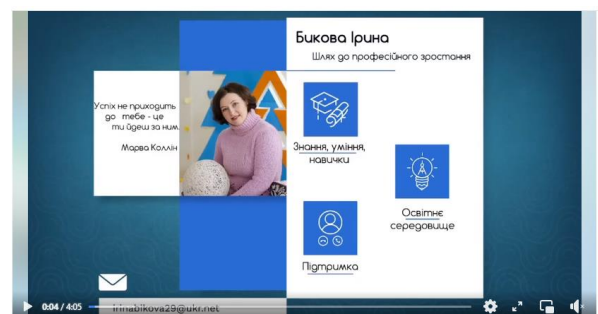 Бикова Ірина
Шлях до професійного зростання
Успіх не приходить
до тебе - це
ти йдеш за ним.
Марва Коллін
Знання, уміння,
навички
Освітнє
середовище
Підтримка
irinabikova29@ukr.net
0:04 / 4:05